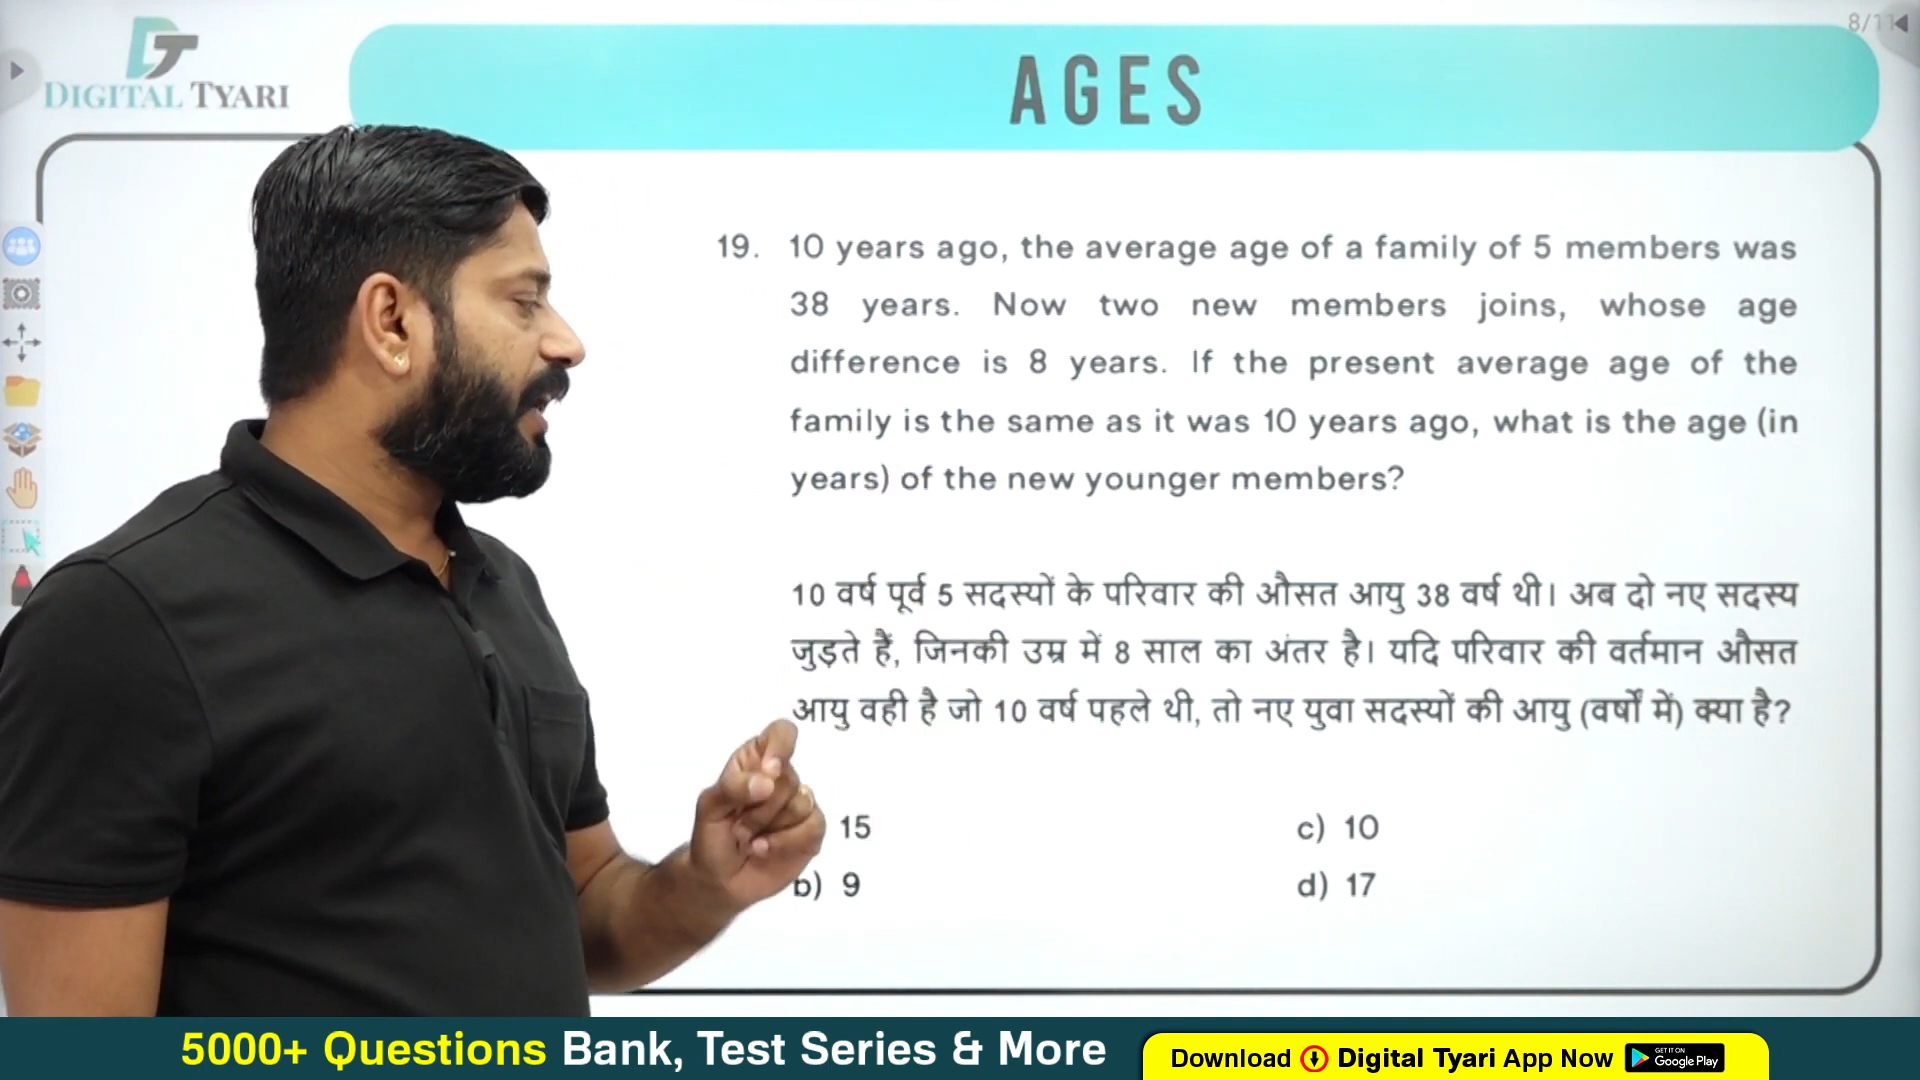 8/11
DIGITAL TYARI
AGES
19. 10 years ago, the average age of a family of 5 members was
38 years. Now two new members joins, whose age
difference is 8 years. If the present average age of the
family is the same as it was 10 years ago, what is the age (in
years) of the new younger members?
10 वर्ष पूर्व 5 सदस्यों के परिवार की औसत आयु 38 वर्ष थी। अब दो नए सदस्य
जुड़ते हैं, जिनकी उम्र में 8 साल का अंतर है। यदि परिवार की वर्तमान औसत
आयु वही है जो 10 वर्ष पहले थी, तो नए युवा सदस्यों की आयु (वर्षों में) क्या है?
15
c) 10
b) 9
d) 17
5000+ Questions Bank, Test Series & More
Download Digital Tyari App Now
GET IT ON
Google Play